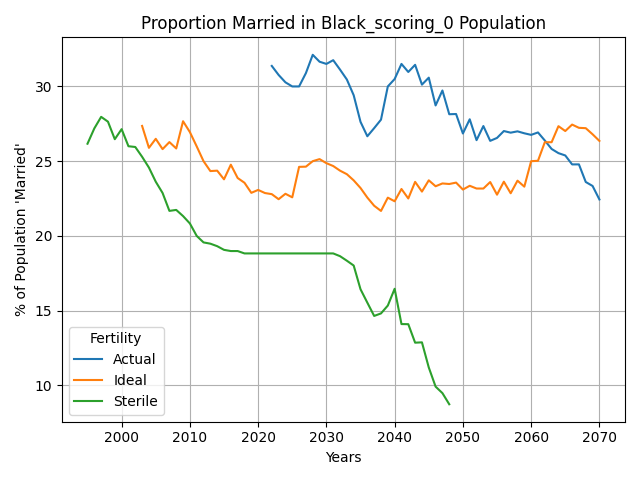 Proportion Married in Black_scoring_0 Population
% of Population 'Married'
30
25
20
15
10
Fertility
Actual
Ideal
Sterile
2000 2010 2020 2030 2040 2050 2060 2070
Years